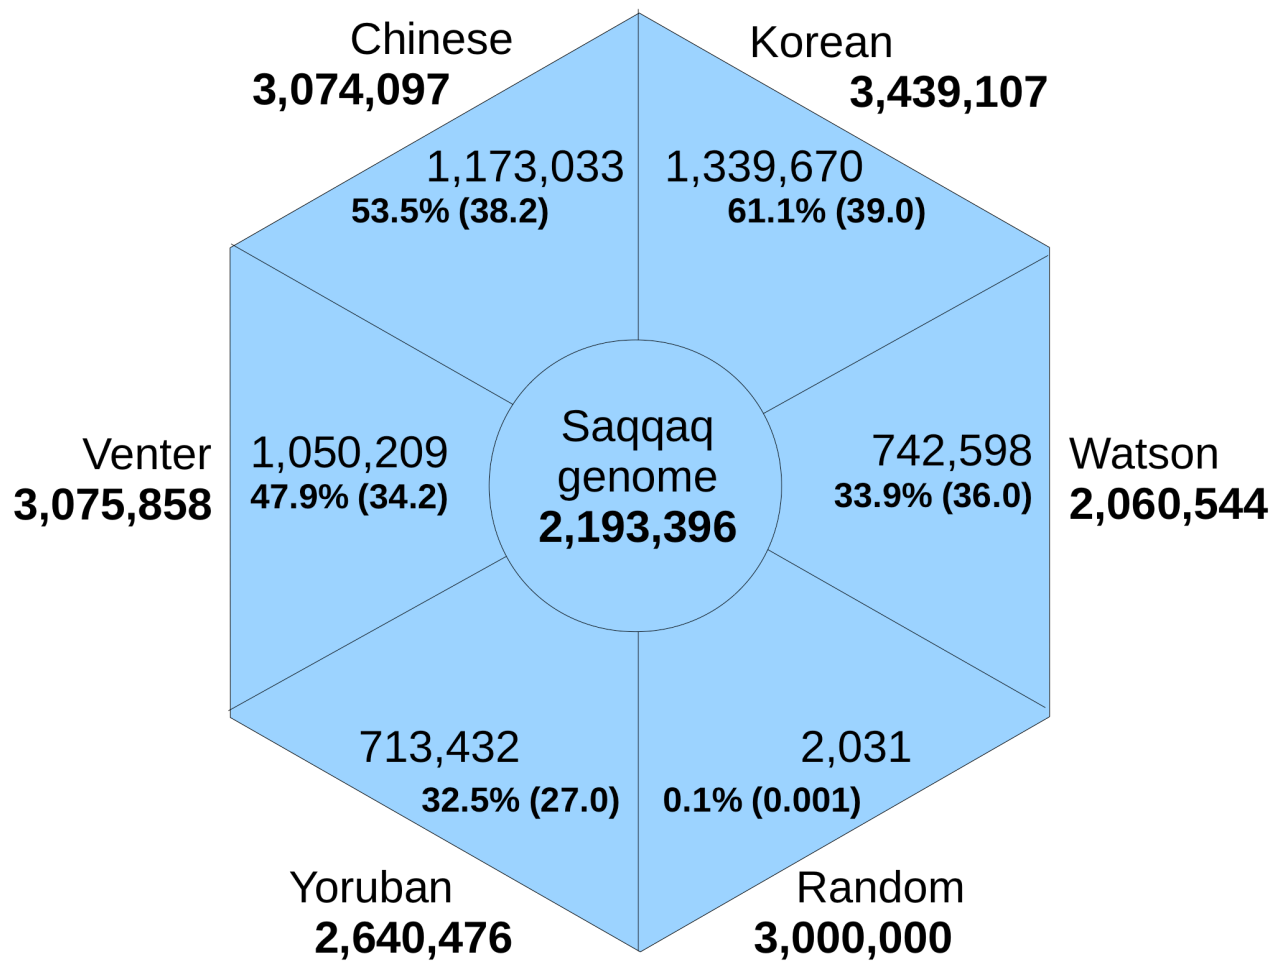 Chinese
3,074,097
Korean
3,439,107
1,173,033
53.5% (38.2)
1,339,670
61.1% (39.0)
Venter
3,075,858
1,050,209
47.9% (34.2)
Saqqaq
genome
2,193,396
742,598
33.9% (36.0)
Watson
2,060,544
713,432
32.5% (27.0)
2,031
0.1% (0.001)
Yoruban
2,640,476
Random
3,000,000